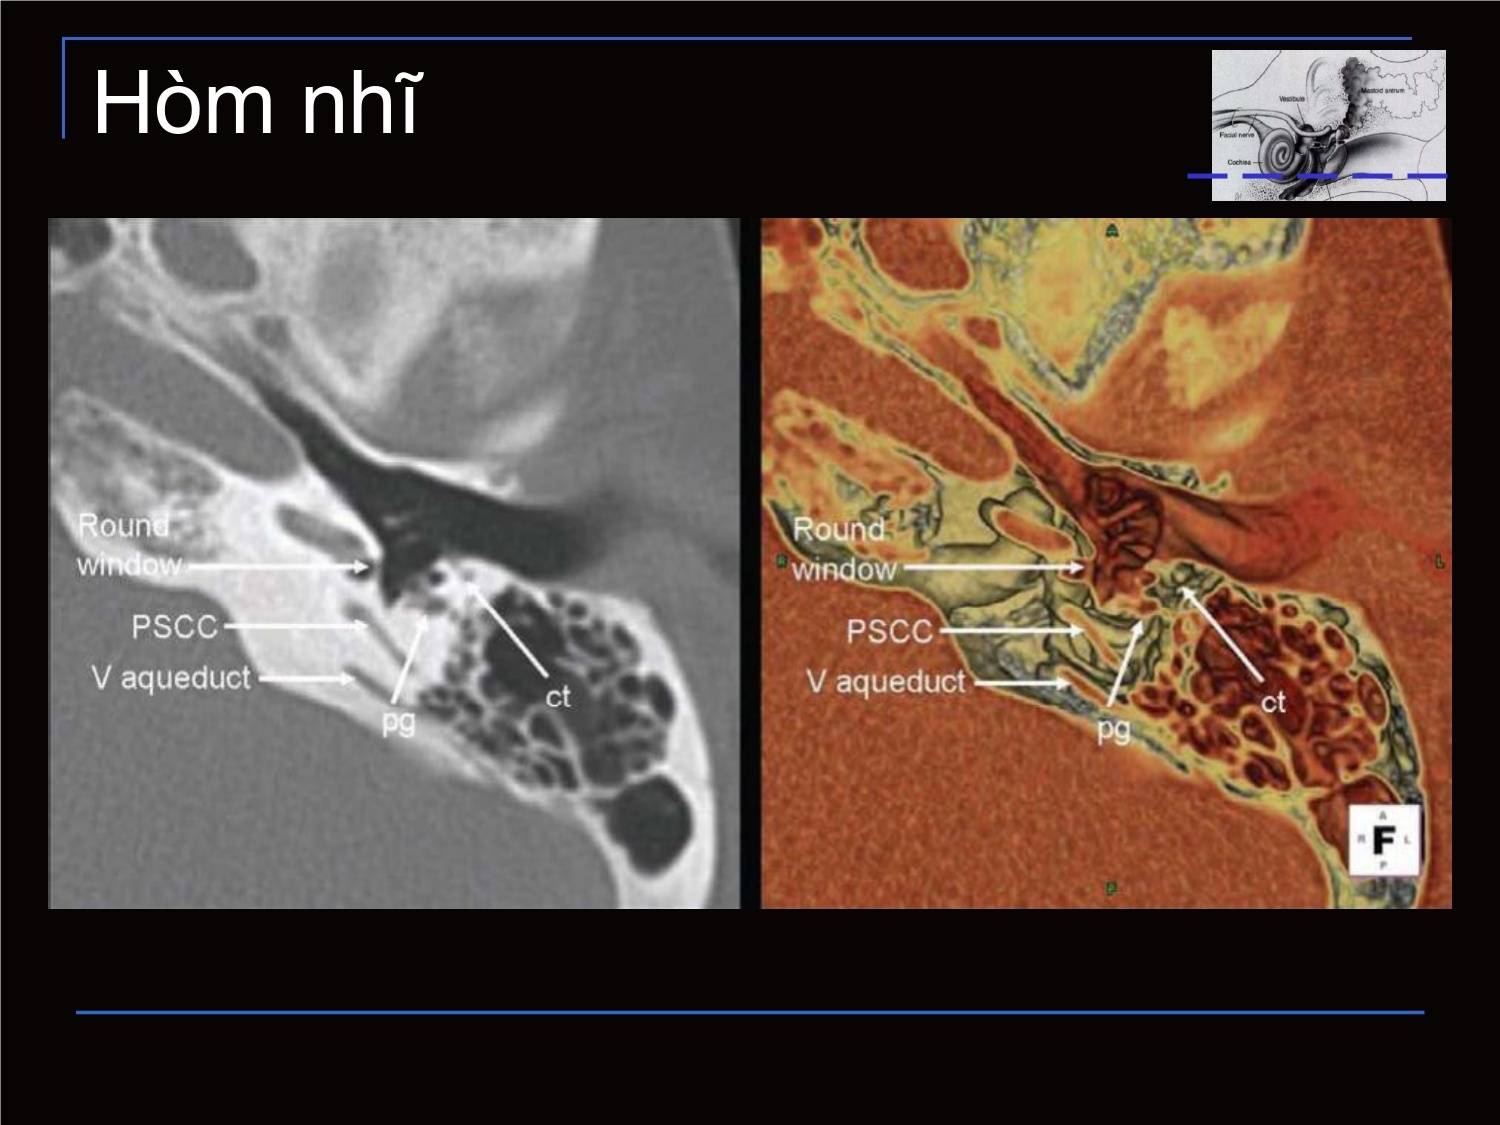 Hòm nhĩ
Mastoid antrum
Vestibule
Facial nerve
Cochlea
A
Round
window
PSCC
V aqueduct
pg
ct
Round
window
L
PSCC
V aqueduct
pg
ct
A
R F L
P
P